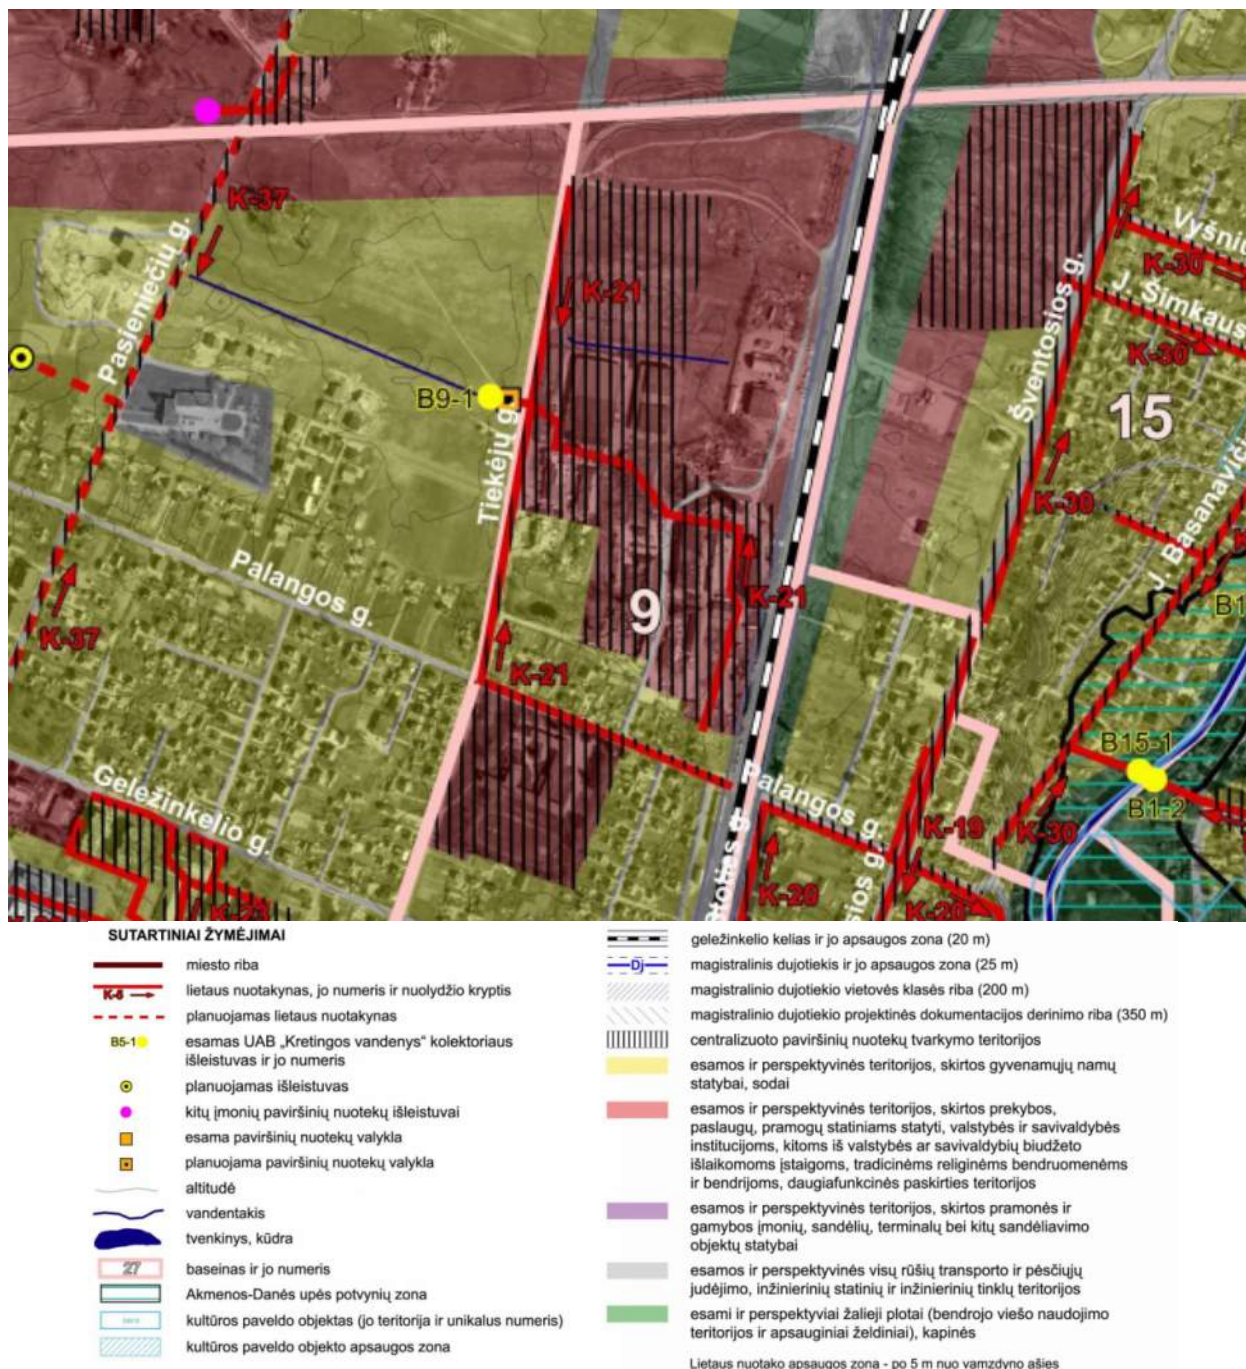 K-37
Pasieniečių g.
K-21
B9-1
Tiekėjų g.
Palangos g.
K-37
K-21
9
K-21
Geležinkelio g.
K-23
Šventosios g.
Vyšnių
K-30
J. Šimkaus
K-30
15
K-30
J. Basanavičia
B1
B15-1
B1-2
Palangos g.
K-19
K-30
K-20
K-20
sios g.
SUTARTINIAI ŽYMĖJIMAI
miesto riba
K-6 lietaus nuotakynas, jo numeris ir nuolydžio kryptis
planuojamas lietaus nuotakynas
B5-1 esamas UAB „Kretingos vandenys“ kolektoriaus
išleistuvas ir jo numeris
planuojamas išleistuvas
kitų įmonių paviršinių nuotekų išleistuvai
esama paviršinių nuotekų valykla
planuojama paviršinių nuotekų valykla
altitudė
vandentakis
tvenkinys, kūdra
27 baseinas ir jo numeris
Akmenos-Danės upės potvynių zona
kultūros paveldo objektas (jo teritorija ir unikalus numeris)
kultūros paveldo objekto apsaugos zona
geležinkelio kelias ir jo apsaugos zona (20 m)
Dj magistralinis dujotiekis ir jo apsaugos zona (25 m)
magistralinio dujotiekio vietovės klasės riba (200 m)
magistralinio dujotiekio projektinės dokumentacijos derinimo riba (350 m)
centralizuoto paviršinių nuotekų tvarkymo teritorijos
esamos ir perspektyvinės teritorijos, skirtos gyvenamųjų namų
statybai, sodai
esamos ir perspektyvinės teritorijos, skirtos prekybos,
paslaugų, pramogų statiniams statyti, valstybės ir savivaldybės
institucijoms, kitoms iš valstybės ar savivaldybių biudžeto
išlaikomoms įstaigoms, tradicinėms religinėms bendruomenėms
ir bendrijoms, daugiafunkcinės paskirties teritorijos
esamos ir perspektyvinės teritorijos, skirtos pramonės ir
gamybos įmonių, sandėlių, terminalų bei kitų sandėliavimo
objektų statybai
esamos ir perspektyvinės visų rūšių transporto ir pėsčiųjų
judėjimo, inžinierinių statinių ir inžinerinių tinklų teritorijos
esami ir perspektyviai žalieji plotai (bendrojo viešo naudojimo
teritorijos ir apsauginiai želdiniai), kapinės
Lietaus nuotako apsaugos zona - po 5 m nuo vamzdyno ašies